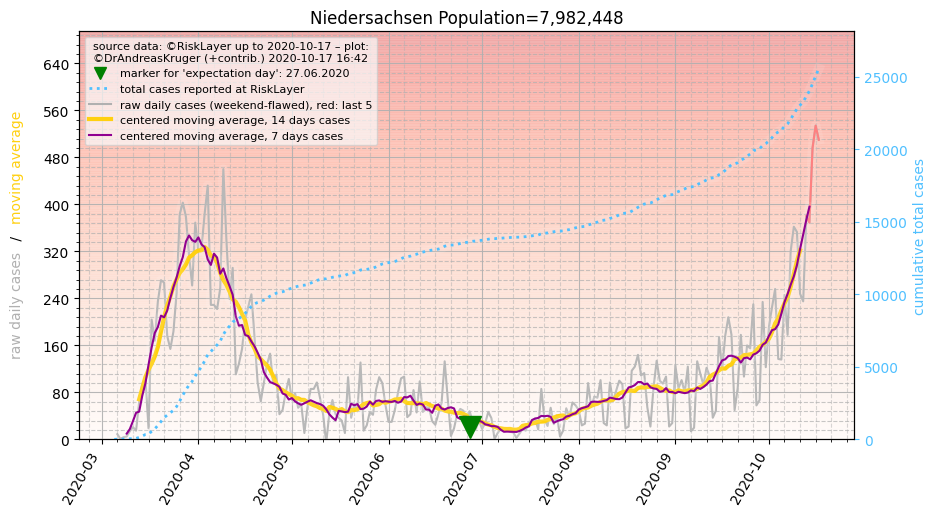 Niedersachsen Population=7,982,448
source data: ©RiskLayer up to 2020-10-17 – plot:
©DrAndreasKruger (+contrib.) 2020-10-17 16:42
marker for 'expectation day': 27.06.2020
total cases reported at RiskLayer
raw daily cases (weekend-flawed), red: last 5
centered moving average, 14 days cases
centered moving average, 7 days cases
raw daily cases / moving average
640
560
480
400
320
240
160
80
0
25000
20000
15000
10000
5000
0
cumulative total cases
2020-03
2020-04
2020-05
2020-06
2020-07
2020-08
2020-09
2020-10